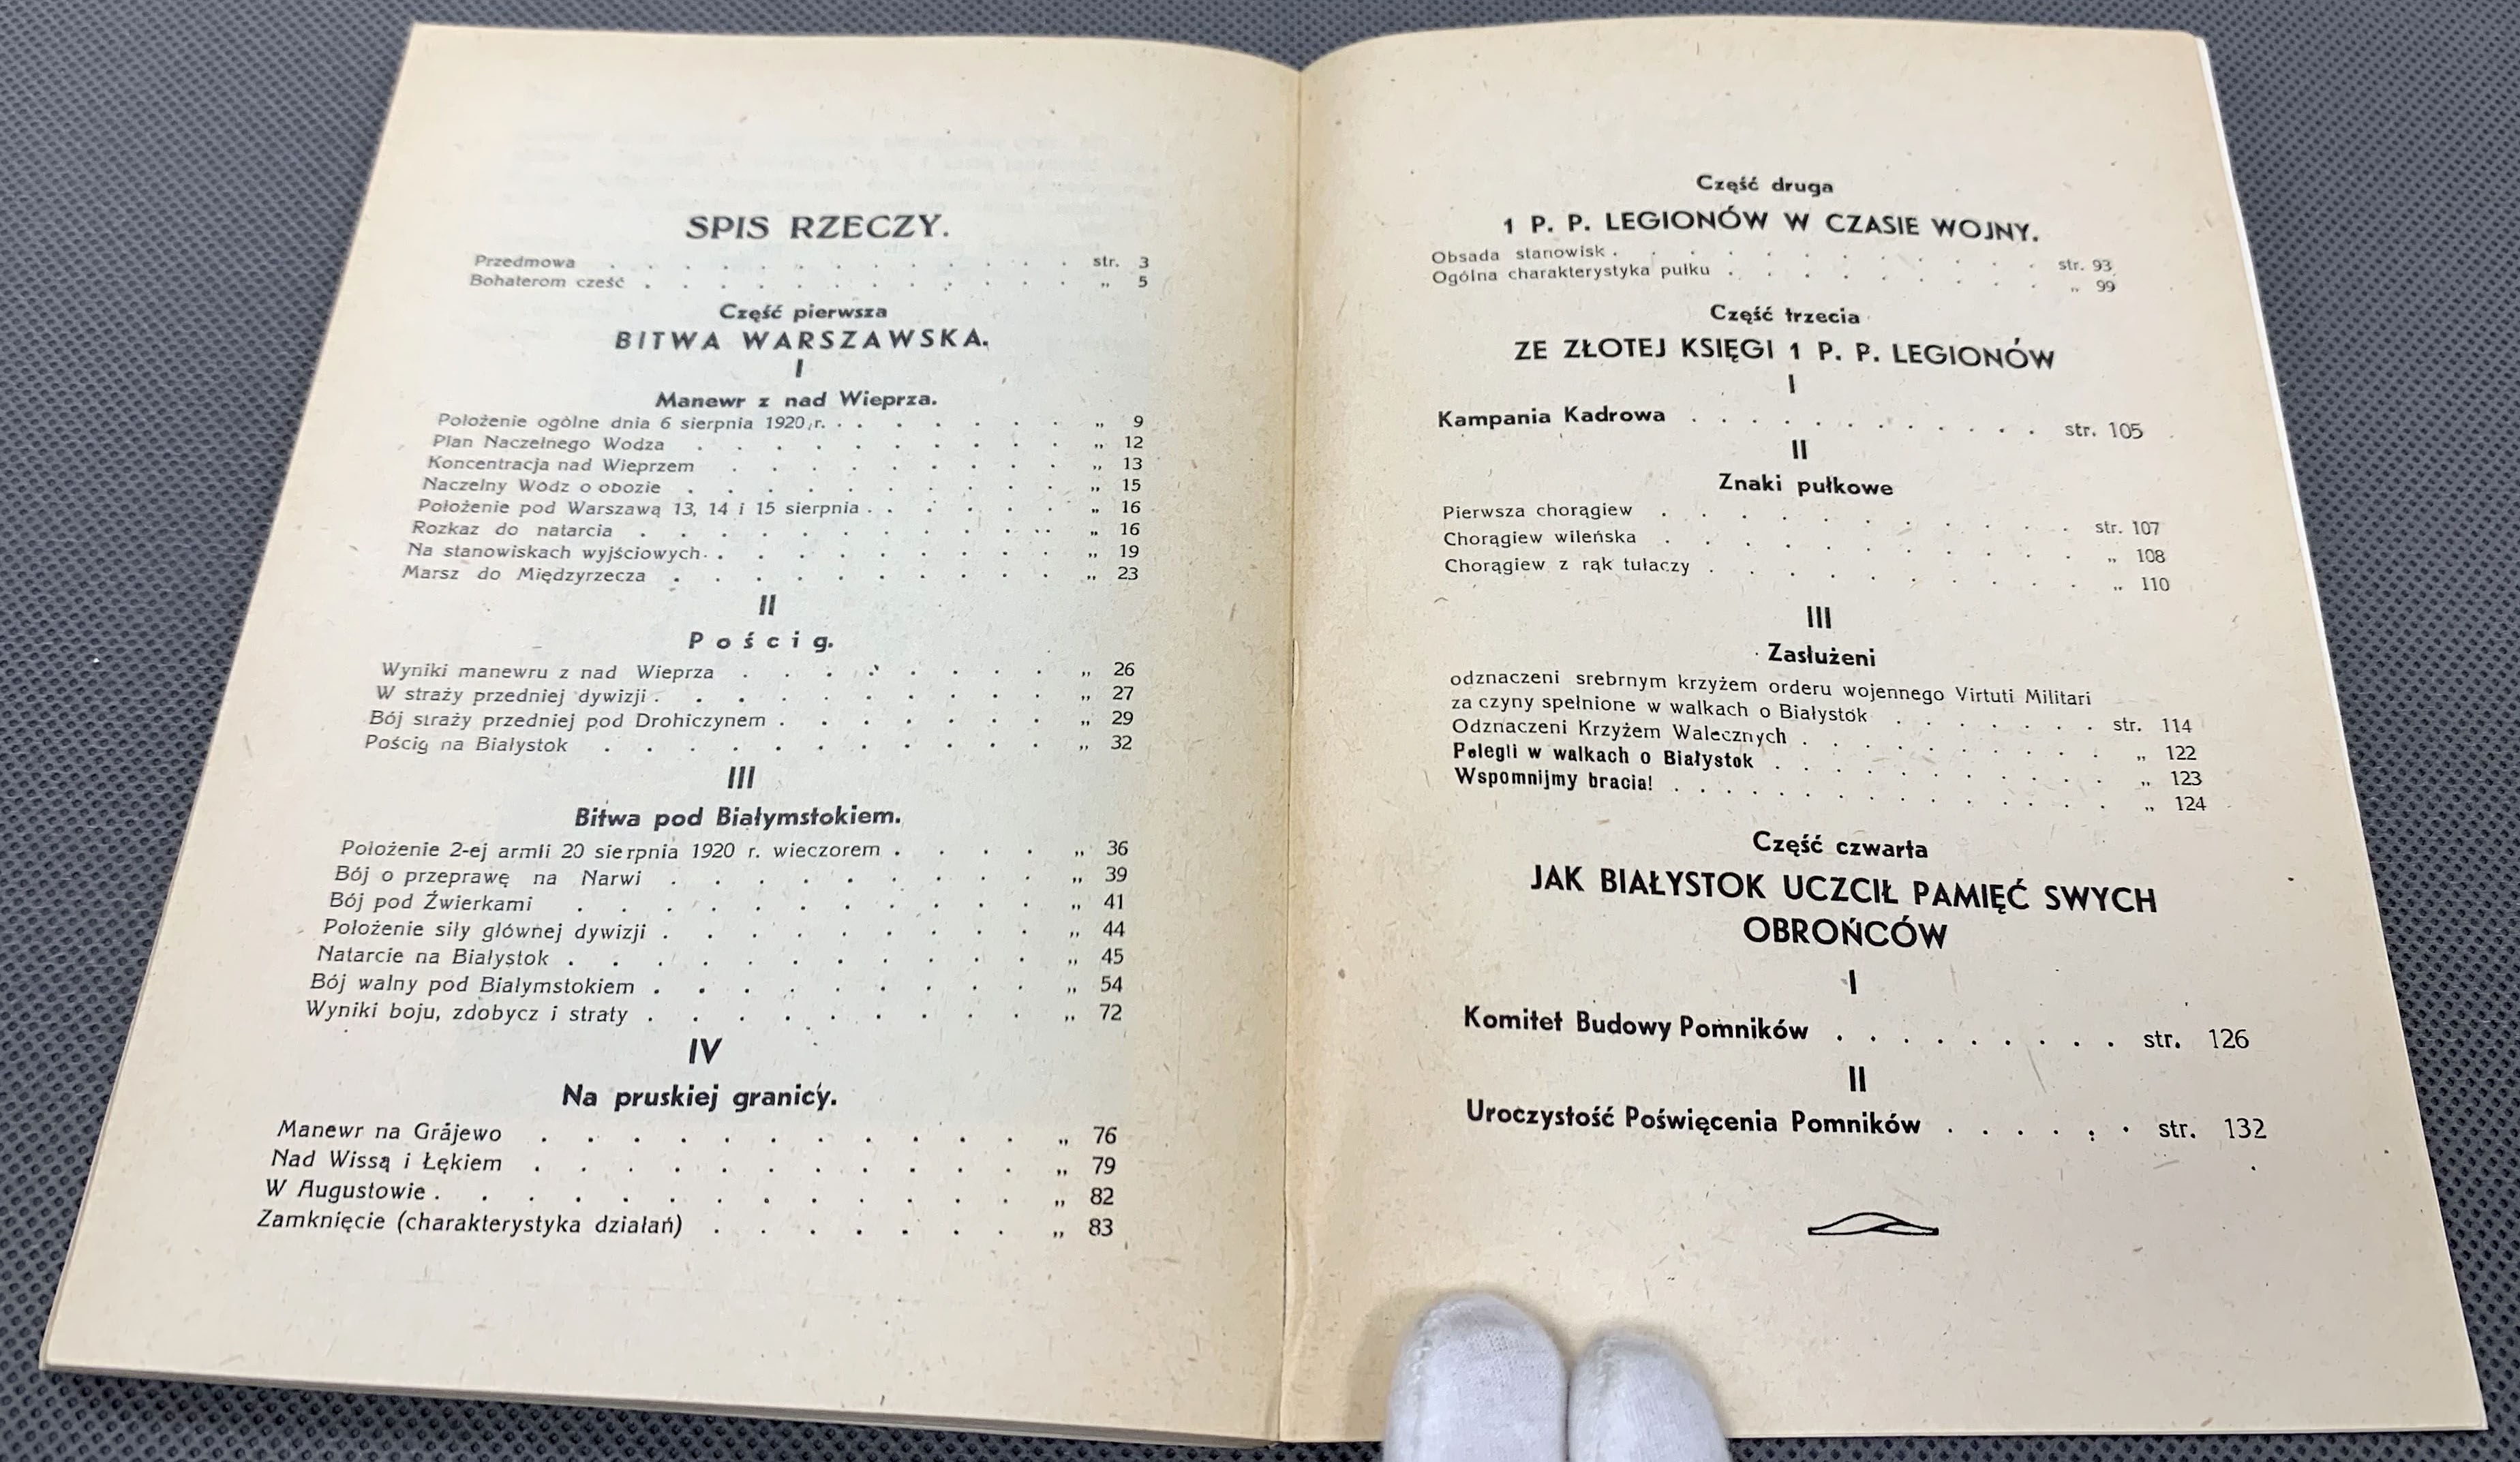 SPIS RZECZY.
Przedmowa . . . . . . . . . . . . str. 3
Bohaterom cześć . . . . . . . . . . . „ 5
Część pierwsza
BITWA WARSZAWSKA.
I
Manewr z nad Wieprza.
Położenie ogólne dnia 6 sierpnia 1920 r. . . . . . . . „ 9
Plan Naczelnego Wodza . . . . . . . . . . „ 12
Koncentracja nad Wieprzem . . . . . . . . . „ 13
Naczelny Wódz o obozie . . . . . . . . . . „ 15
Położenie pod Warszawą 13, 14 i 15 sierpnia . . . . . . „ 16
Rozkaz do natarcia . . . . . . . . . . . „ 16
Na stanowiskach wyjściowych . . . . . . . . . „ 19
Marsz do Międzyrzecza . . . . . . . . . . „ 23
II
Pościg.
Wyniki manewru z nad Wieprza . . . . . . . . „ 26
W straży przedniej dywizji . . . . . . . . . . „ 27
Bój straży przedniej pod Drohiczynem . . . . . . . „ 29
Pościg na Białystok . . . . . . . . . . . „ 32
III
Bitwa pod Białymstokiem.
Położenie 2-ej armii 20 sierpnia 1920 r. wieczorem . . . . „ 36
Bój o przeprawę na Narwi . . . . . . . . . „ 39
Bój pod Żwierkami . . . . . . . . . . . „ 41
Położenie siły głównej dywizji . . . . . . . . . „ 44
Natarcie na Białystok . . . . . . . . . . . „ 45
Bój walny pod Białymstokiem . . . . . . . . . „ 54
Wyniki boju, zdobycz i straty . . . . . . . . . „ 72
IV
Na pruskiej granicy.
Manewr na Grajewo . . . . . . . . . . . „ 76
Nad Wissą i Łękiem . . . . . . . . . . . „ 79
W Augustowie . . . . . . . . . . . . . „ 82
Zamknięcie (charakterystyka działań) . . . . . . . „ 83
Część druga
1 P. P. LEGIONÓW W CZASIE WOJNY.
Obsada stanowisk . . . . . . . . . . . str. 93
Ogólna charakterystyka pułku . . . . . . . . „ 99
Część trzecia
ZE ZŁOTEJ KSIĘGI 1 P. P. LEGIONÓW
I
Kampania Kadrowa . . . . . . . . . . . str. 105
II
Znaki pułkowe
Pierwsza chorągiew . . . . . . . . . . . str. 107
Chorągiew wileńska . . . . . . . . . . . „ 108
Chorągiew z rąk tułaczy . . . . . . . . . . „ 110
III
Zasłużeni
odznaczeni srebrnym krzyżem orderu wojennego Virtuti Militari
za czyny spełnione w walkach o Białystok . . . . . . str. 114
Odznaczeni Krzyżem Walecznych . . . . . . . . „ 122
Polegli w walkach o Białystok . . . . . . . . . „ 123
Wspomnijmy bracia! . . . . . . . . . . . „ 124
Część czwarta
JAK BIAŁYSTOK UCZCIŁ PAMIĘĆ SWYCH
OBROŃCÓW
I
Komitet Budowy Pomników . . . . . . . . . str. 126
II
Uroczystość Poświęcenia Pomników . . . . . . str. 132